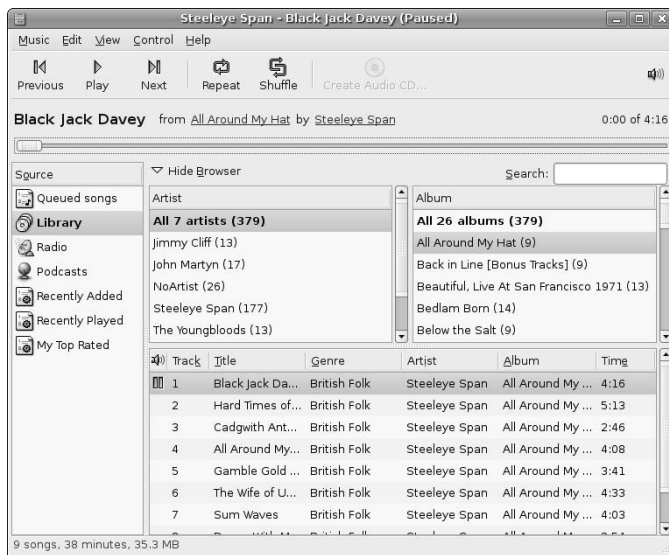 Steeleye Span - Black Jack Davey (Paused)
Music Edit View Control Help
Previous Play Next Repeat Shuffle Create Audio CD...
Black Jack Davey from All Around My Hat by Steeleye Span 0:00 of 4:16
Source
Queued songs
Library
Radio
Podcasts
Recently Added
Recently Played
My Top Rated
Hide Browser Search:
Artist
All 7 artists (379)
Jimmy Cliff (13)
John Martyn (17)
NoArtist (26)
Steeleye Span (177)
The Youngbloods (13)
Album
All 26 albums (379)
All Around My Hat (9)
Back in Line [Bonus Tracks] (9)
Beautiful, Live At San Francisco 1971 (13)
Bedlam Born (14)
Below the Salt (9)
Track Title Genre Artist Album Time
1 Black Jack Da... British Folk Steeleye Span All Around My ... 4:16
2 Hard Times of... British Folk Steeleye Span All Around My ... 5:13
3 Cadgwith Ant... British Folk Steeleye Span All Around My ... 2:46
4 All Around My... British Folk Steeleye Span All Around My ... 4:08
5 Gamble Gold ... British Folk Steeleye Span All Around My ... 3:41
6 The Wife of U... British Folk Steeleye Span All Around My ... 4:33
7 Sum Waves British Folk Steeleye Span All Around My ... 4:03
9 songs, 38 minutes, 35.3 MB